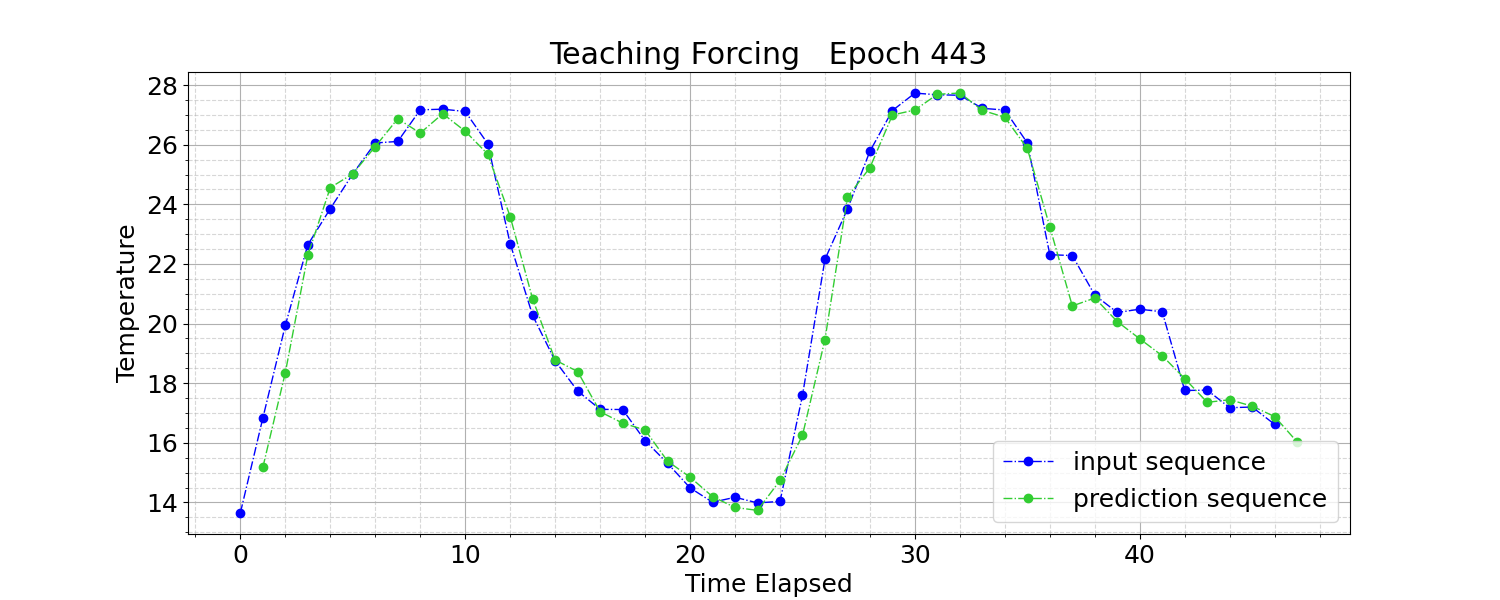 Teaching Forcing   Epoch 443
Temperature
28
26
24
22
20
18
16
14
0 10 20 30 40
Time Elapsed
input sequence
prediction sequence